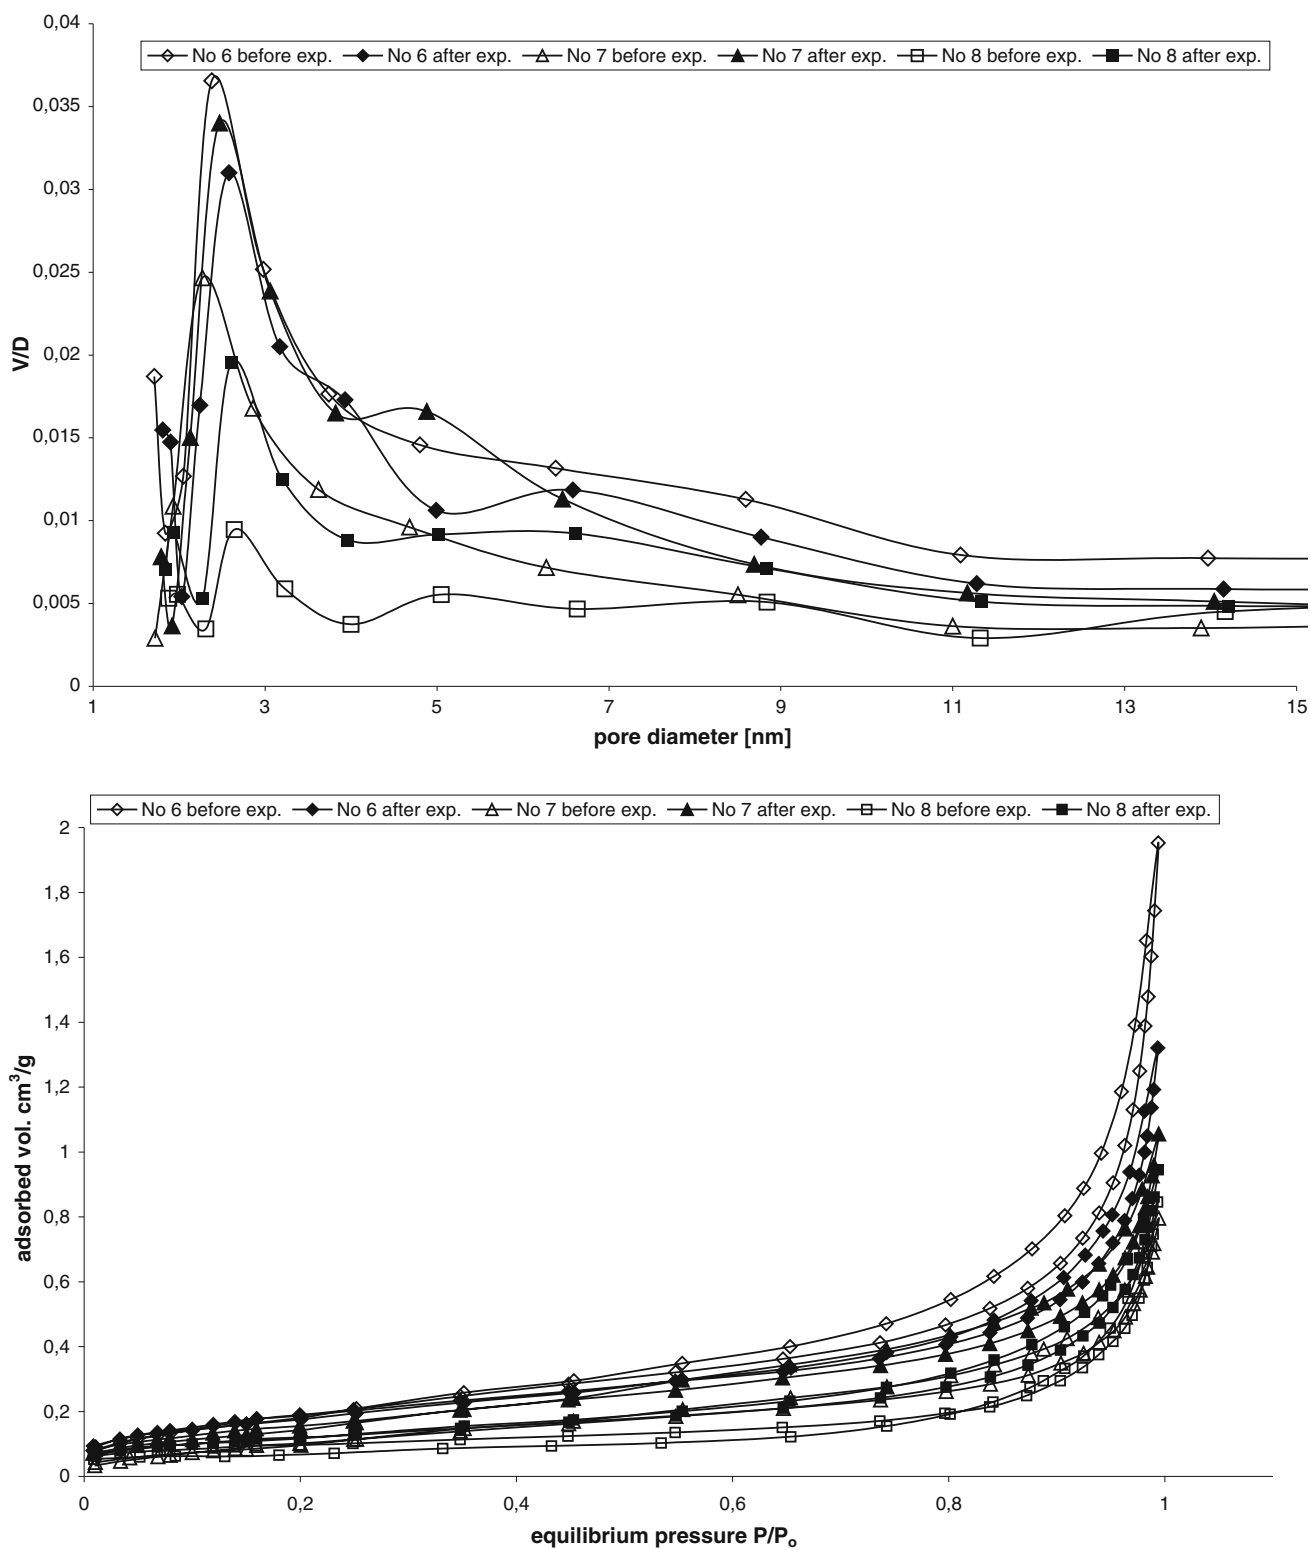 0,04
No 6 before exp. No 6 after exp. No 7 before exp. No 7 after exp. No 8 before exp. No 8 after exp.
0,035
0,03
0,025
0,02
V/D
0,015
0,01
0,005
0
1 3 5 7 9 11 13 15
pore diameter [nm]
No 6 before exp. No 6 after exp. No 7 before exp. No 7 after exp. No 8 before exp. No 8 after exp.
2
1,8
1,6
1,4
1,2
adsorbed vol. cm³/g
1
0,8
0,6
0,4
0,2
0
0 0,2 0,4 0,6 0,8 1
equilibrium pressure P/Pₒ